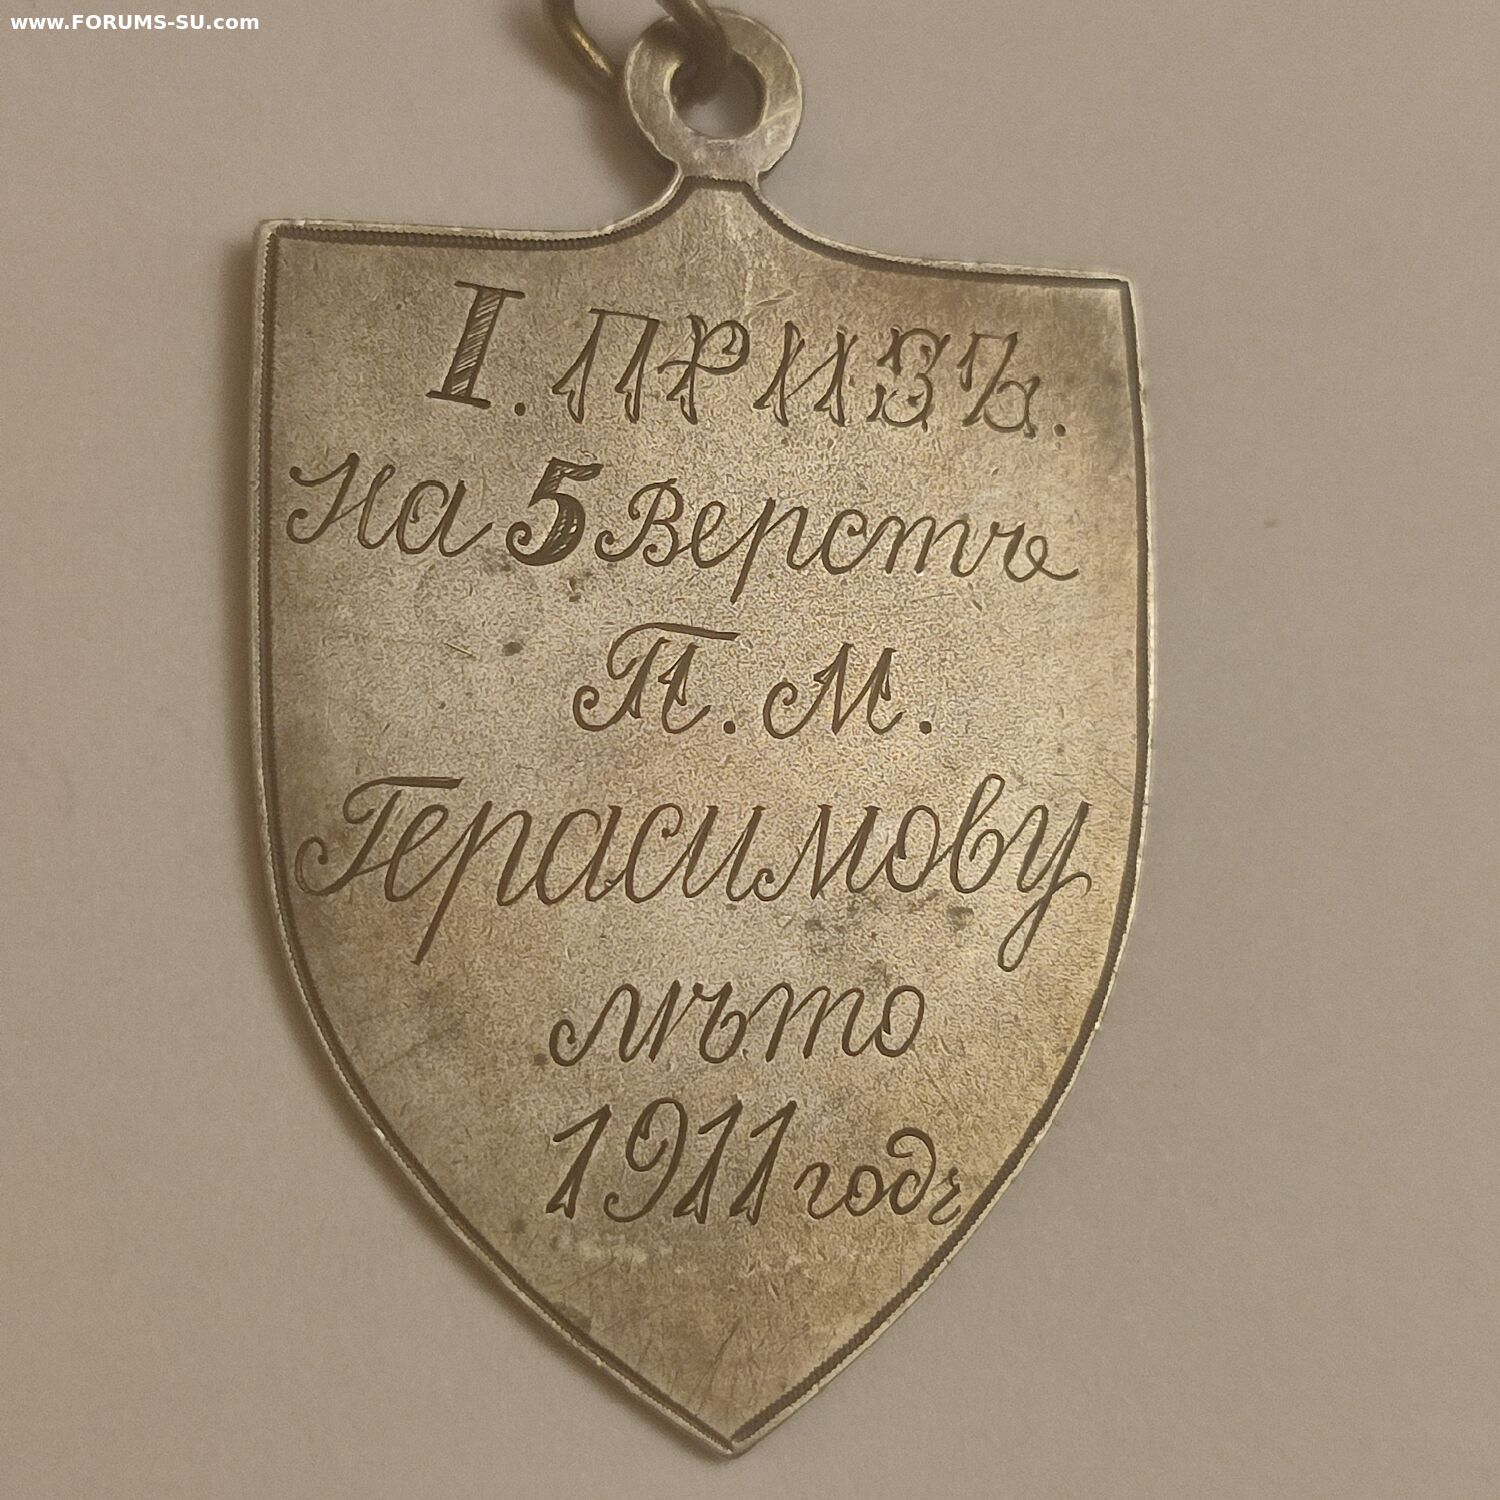 www.FORUMS-SU.com
I. ПРИЗЪ.
На 5 Верстъ
П. М.
Герасимову
лѣто
1911 годъ